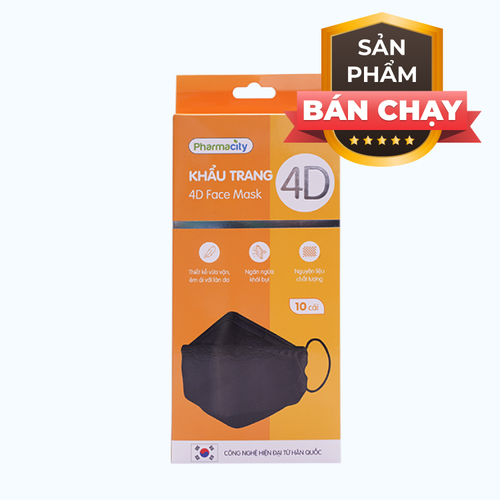 SẢN
PHẨM
BÁN CHẠY
Pharmacity
KHẨU TRANG
4D Face Mask
4D
Thiết kế vừa vặn,
êm ái với làn da
Ngăn ngừa
khói bụi
Nguyên liệu
chất lượng
10 cái
CÔNG NGHỆ HIỆN ĐẠI TỪ HÀN QUỐC